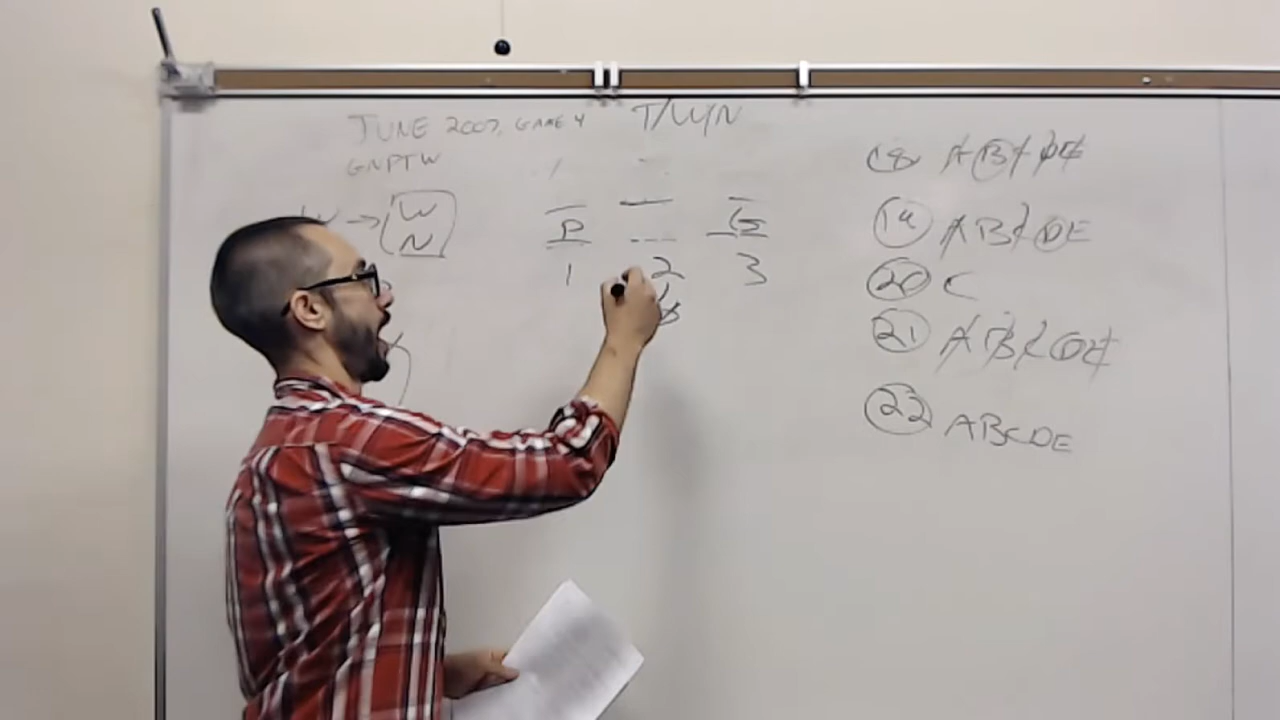 JUNE 2007, GAME 4 T/W/N
GNPTW
W → W
N
P G
1 2 3
18 A B C D E
19 A B C D E
20 C
21 A B C D E
22 A B C D E